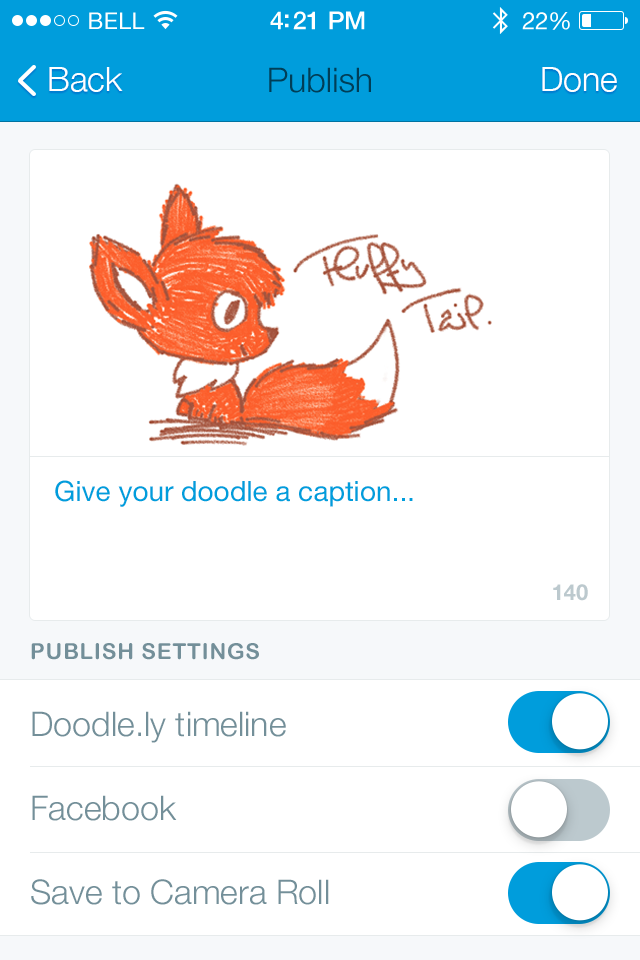 BELL 4:21 PM 22%
Back Publish Done
Fluffy
Tail.
Give your doodle a caption...
140
PUBLISH SETTINGS
Doodle.ly timeline
Facebook
Save to Camera Roll